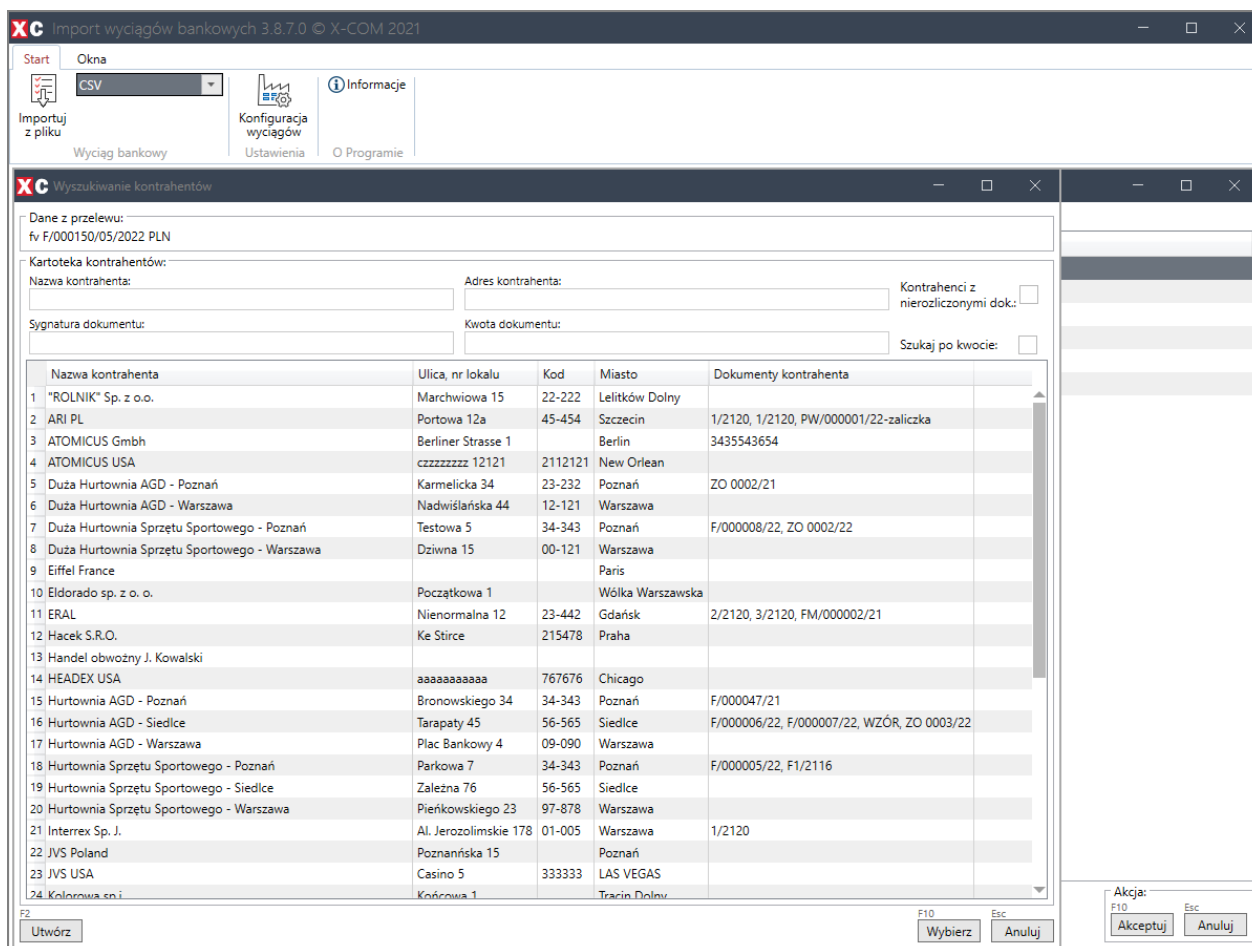 XC Import wyciągów bankowych 3.8.7.0 © X-COM 2021
Start Okna
CSV
Importuj
z pliku
Konfiguracja
wyciągów
Informacje
Wyciąg bankowy Ustawienia O Programie
XC Wyszukiwanie kontrahentów
Dane z przelewu:
fv F/000150/05/2022 PLN
Kartoteka kontrahentów:
Nazwa kontrahenta: Adres kontrahenta:
Kontrahenci z
nierozliczonymi dok.:
Sygnatura dokumentu: Kwota dokumentu:
Szukaj po kwocie:
Nazwa kontrahenta Ulica, nr lokalu Kod Miasto Dokumenty kontrahenta
1 "ROLNIK" Sp. z o.o. Marchwiowa 15 22-222 Lelitków Dolny
2 ARI PL Portowa 12a 45-454 Szczecin 1/2120, 1/2120, PW/000001/22-zaliczka
3 ATOMICUS Gmbh Berliner Strasse 1 Berlin 3435543654
4 ATOMICUS USA czzzzzzzz 12121 2112121 New Orlean
5 Duża Hurtownia AGD - Poznań Karmelicka 34 23-232 Poznań ZO 0002/21
6 Duża Hurtownia AGD - Warszawa Nadwiślańska 44 12-121 Warszawa
7 Duża Hurtownia Sprzętu Sportowego - Poznań Testowa 5 34-343 Poznań F/000008/22, ZO 0002/22
8 Duża Hurtownia Sprzętu Sportowego - Warszawa Dziwna 15 00-121 Warszawa
9 Eiffel France Paris
10 Eldorado sp. z o. o. Początkowa 1 Wólka Warszawska
11 ERAL Nienormalna 12 23-442 Gdańsk 2/2120, 3/2120, FM/000002/21
12 Hacek S.R.O. Ke Stirce 215478 Praha
13 Handel obwoźny J. Kowalski
14 HEADEX USA aaaaaaaaaaa 767676 Chicago
15 Hurtownia AGD - Poznań Bronowskiego 34 34-343 Poznań F/000047/21
16 Hurtownia AGD - Siedlce Tarapaty 45 56-565 Siedlce F/000006/22, F/000007/22, WZÓR, ZO 0003/22
17 Hurtownia AGD - Warszawa Plac Bankowy 4 09-090 Warszawa
18 Hurtownia Sprzętu Sportowego - Poznań Parkowa 7 34-343 Poznań F/000005/22, F1/2116
19 Hurtownia Sprzętu Sportowego - Siedlce Zależna 76 56-565 Siedlce
20 Hurtownia Sprzętu Sportowego - Warszawa Pieńkowskiego 23 97-878 Warszawa
21 Interrex Sp. J. Al. Jerozolimskie 178 01-005 Warszawa 1/2120
22 JVS Poland Poznanńska 15 Poznań
23 JVS USA Casino 5 333333 LAS VEGAS
24 Kolorowa sp.j. Końcowa 1 Tracin Dolny
F2 F10 Esc
Utwórz Wybierz Anuluj
Akcja:
F10 Esc
Akceptuj Anuluj